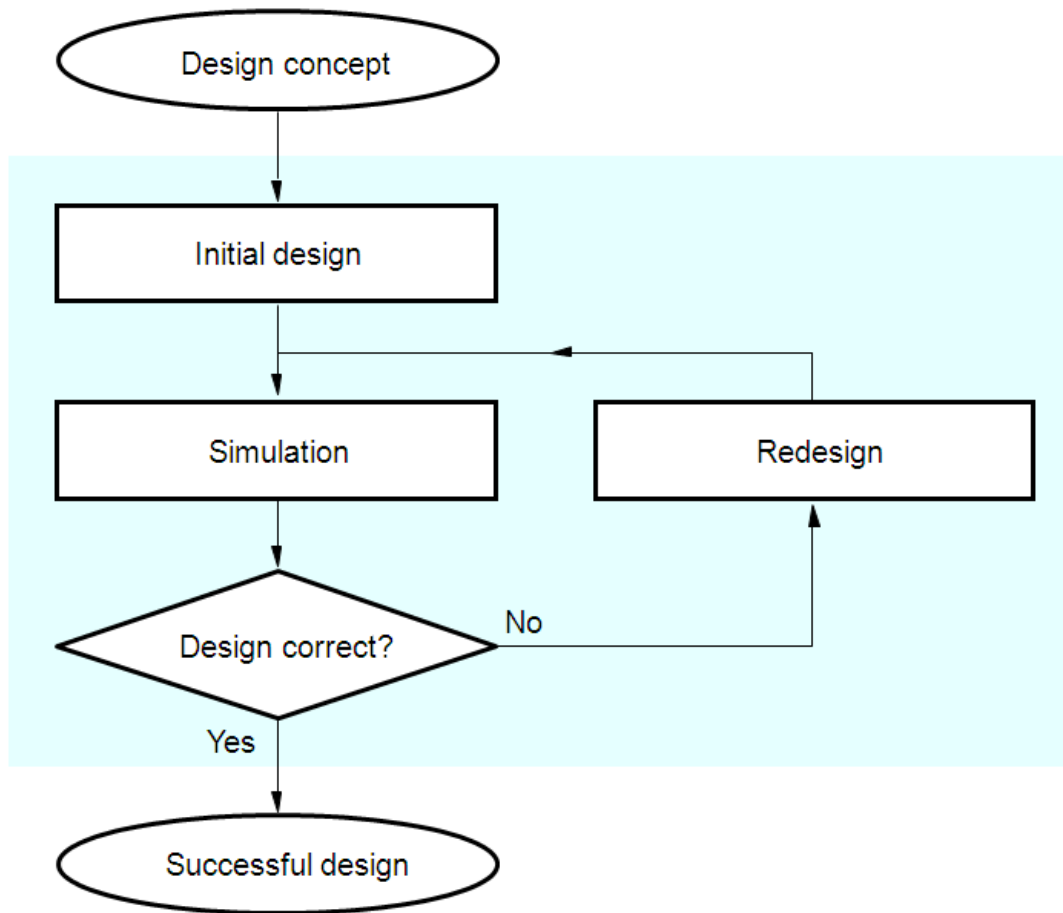 Design concept
Initial design
Simulation
Redesign
Design correct?
No
Yes
Successful design